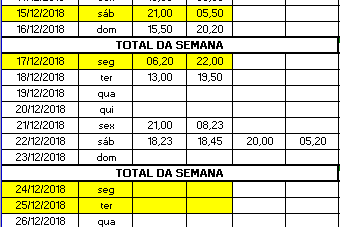 15/12/2018 sáb 21,00 05,50
16/12/2018 dom 15,50 20,20
TOTAL DA SEMANA
17/12/2018 seg 06,20 22,00
18/12/2018 ter 13,00 19,50
19/12/2018 qua
20/12/2018 qui
21/12/2018 sex 21,00 08,23
22/12/2018 sáb 18,23 18,45 20,00 05,20
23/12/2018 dom
TOTAL DA SEMANA
24/12/2018 seg
25/12/2018 ter
26/12/2018 qua